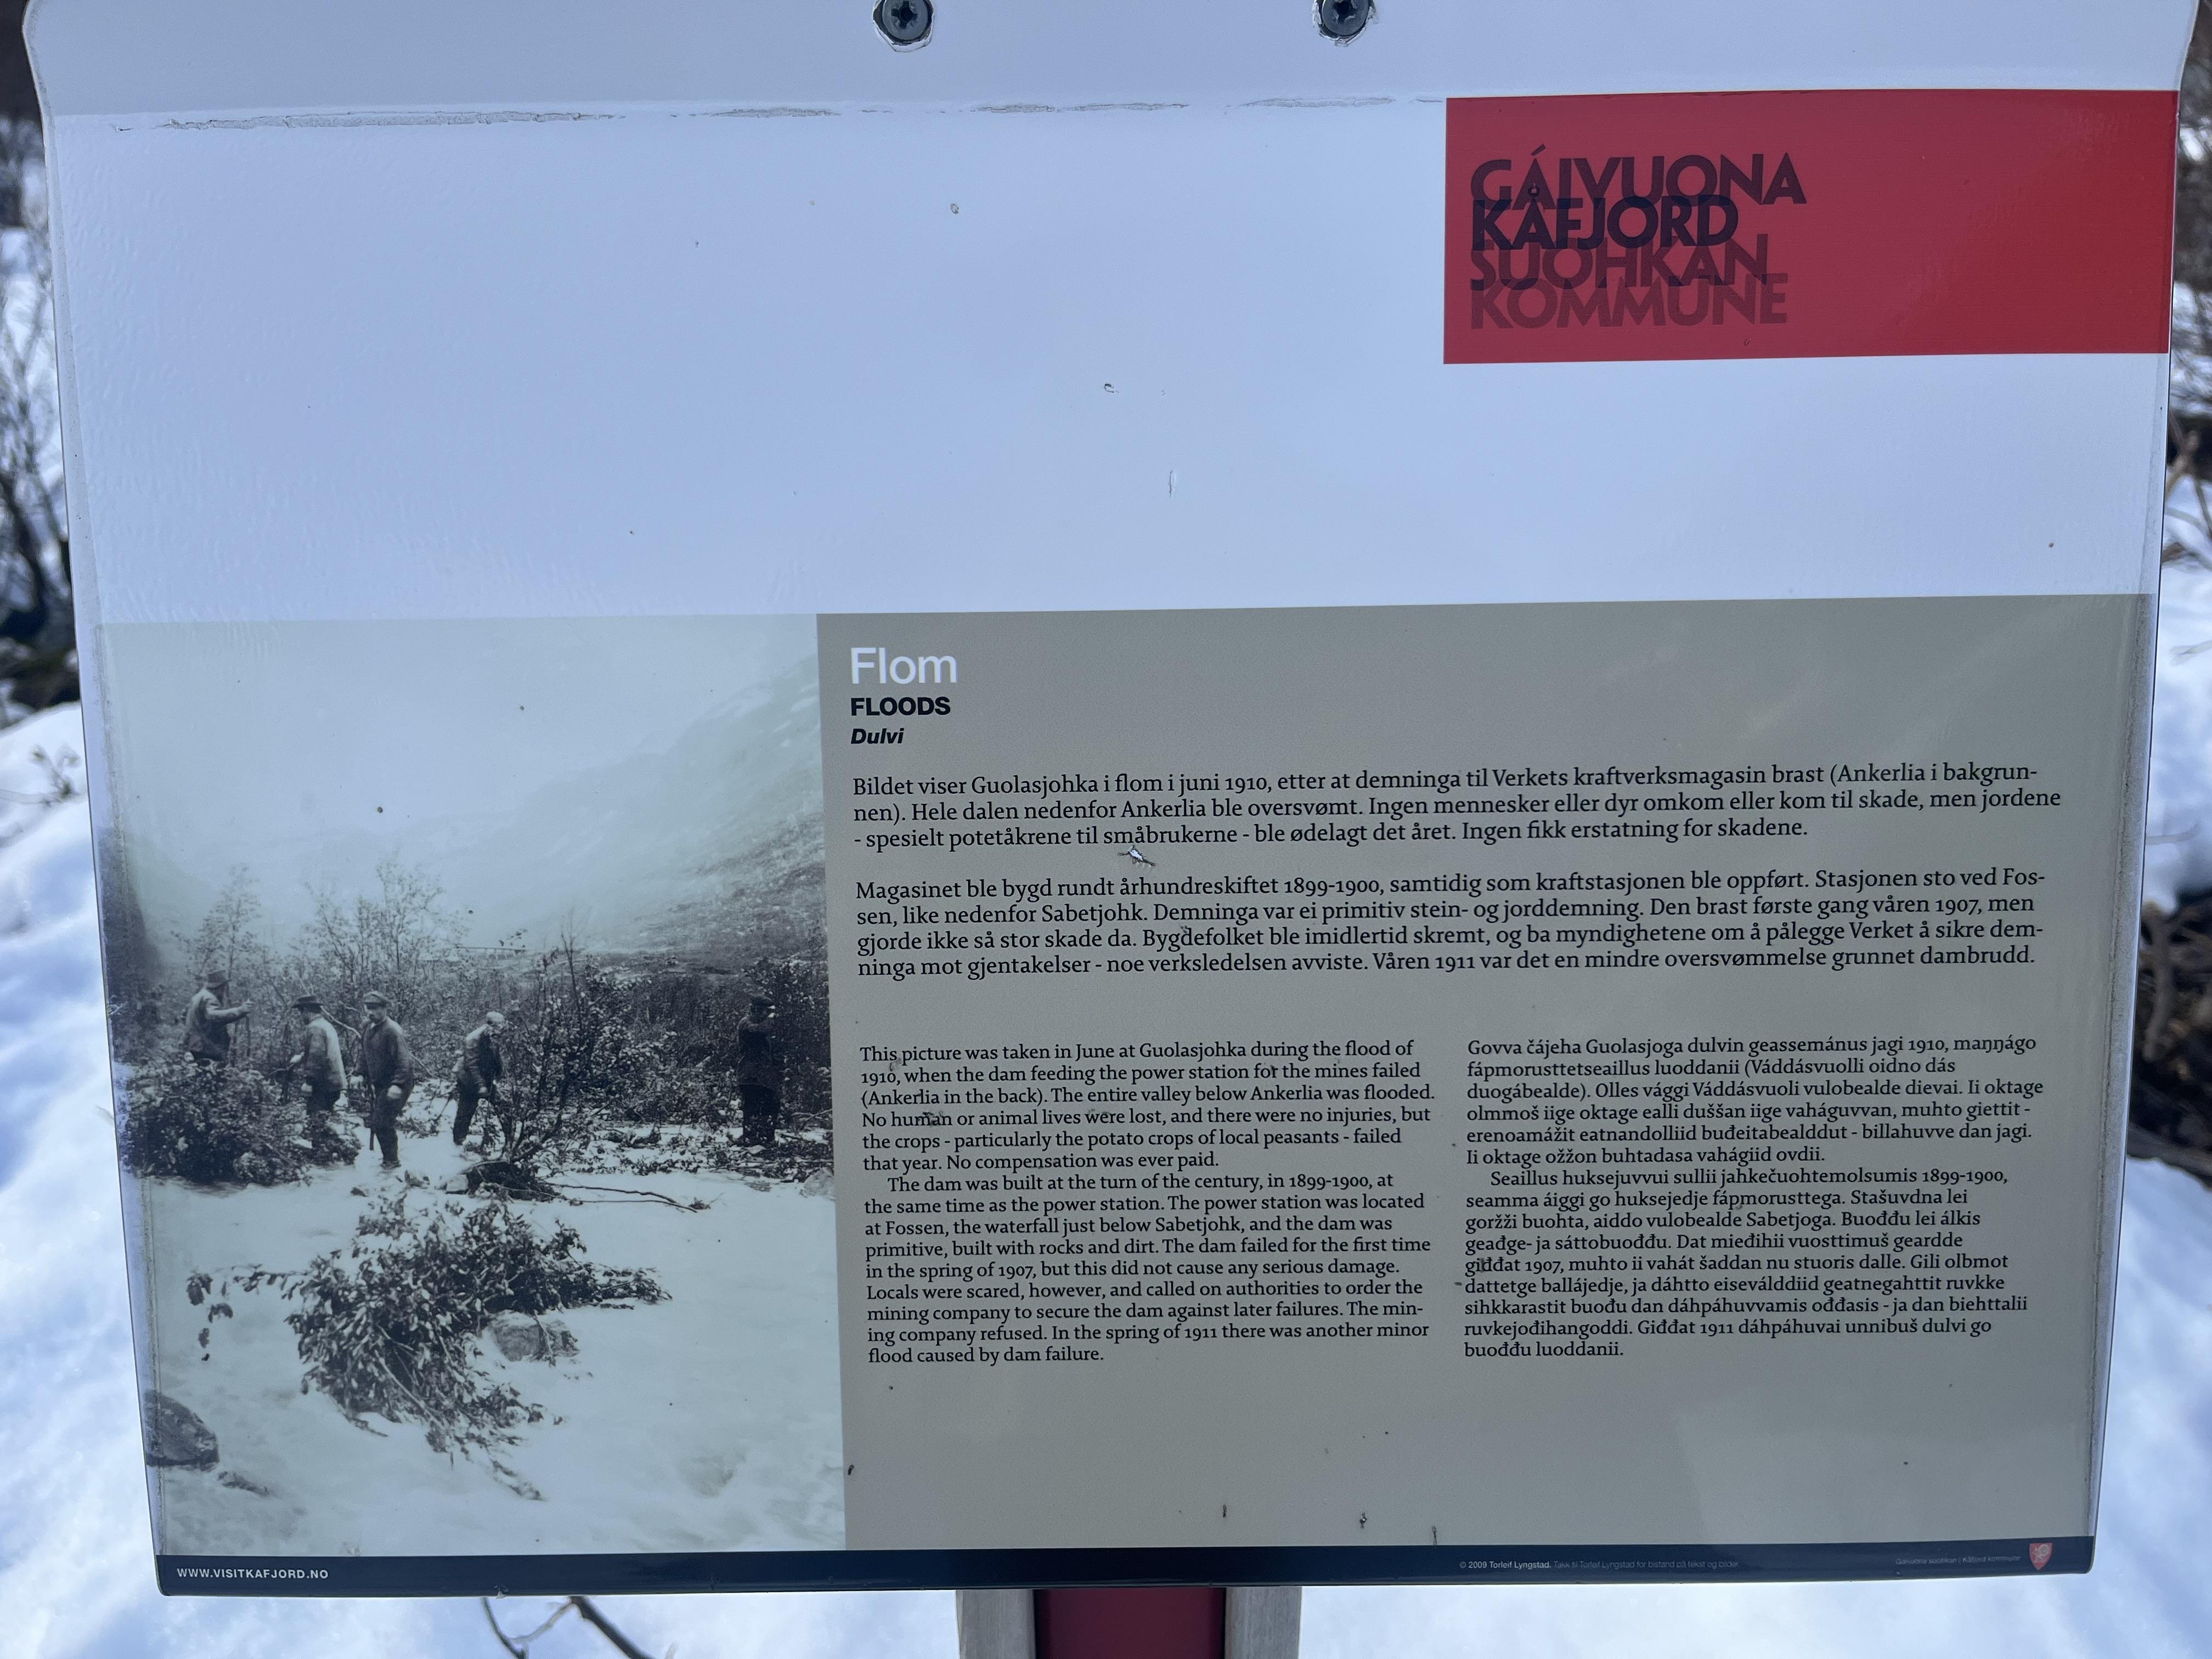 GÁIVUONA
KÅFJORD
SUOHKAN
KOMMUNE
Flom
FLOODS
Dulvi
Bildet viser Guolasjohka i flom i juni 1910, etter at demninga til Verkets kraftverksmagasin brast (Ankerlia i bakgrun-
nen). Hele dalen nedenfor Ankerlia ble oversvømt. Ingen mennesker eller dyr omkom eller kom til skade, men jordene
- spesielt potetåkrene til småbrukerne - ble ødelagt det året. Ingen fikk erstatning for skadene.
Magasinet ble bygd rundt århundreskiftet 1899-1900, samtidig som kraftstasjonen ble oppført. Stasjonen sto ved Fos-
sen, like nedenfor Sabetjohk. Demninga var ei primitiv stein- og jorddemning. Den brast første gang våren 1907, men
gjorde ikke så stor skade da. Bygdefolket ble imidlertid skremt, og ba myndighetene om å pålegge Verket å sikre dem-
ninga mot gjentakelser - noe verksledelsen avviste. Våren 1911 var det en mindre oversvømmelse grunnet dambrudd.
This picture was taken in June at Guolasjohka during the flood of
1910, when the dam feeding the power station for the mines failed
(Ankerlia in the back). The entire valley below Ankerlia was flooded.
No human or animal lives were lost, and there were no injuries, but
the crops - particularly the potato crops of local peasants - failed
that year. No compensation was ever paid.
The dam was built at the turn of the century, in 1899-1900, at
the same time as the power station. The power station was located
at Fossen, the waterfall just below Sabetjohk, and the dam was
primitive, built with rocks and dirt. The dam failed for the first time
in the spring of 1907, but this did not cause any serious damage.
Locals were scared, however, and called on authorities to order the
mining company to secure the dam against later failures. The min-
ing company refused. In the spring of 1911 there was another minor
flood caused by dam failure.
Govva čájeha Guolasjoga dulvin geassemánus jagi 1910, maŋŋágo
fápmorusttetseaillus luoddanii (Váddásvuolli oidno dás
duogábealde). Olles vággi Váddásvuoli vulobealde dievai. Ii oktage
olmmoš iige oktage ealli duššan iige vaháguvvan, muhto giettit -
erenoamážit eatnandolliid buđeitabealddut - billahuvve dan jagi.
Ii oktage ožžon buhtadasa vahágiid ovdii.
Seaillus huksejuvvui sullii jahkečuohtemolsumis 1899-1900,
seamma áiggi go huksejedje fápmorusttega. Stašuvdna lei
goržži buohta, aiddo vulobealde Sabetjoga. Buođđu lei álkis
geađge- ja sáttobuođđu. Dat mieđihii vuosttimuš geardde
giđđat 1907, muhto ii vahát šaddan nu stuoris dalle. Gili olbmot
dattetge ballájedje, ja dáhtto eiseválddiid geatnegahttit ruvkke
sihkkarastit buođu dan dáhpáhuvvamis ođđasis - ja dan biehttalii
ruvkejođihangoddi. Giđđat 1911 dáhpáhuvai unnibuš dulvi go
buođđu luoddanii.
WWW.VISITKAFJORD.NO
© 2009 Torleif Lyngstad. Takk til Torleif Lyngstad for bistand på tekst og bilder
Gáivuona suohkan | Kåfjord kommune